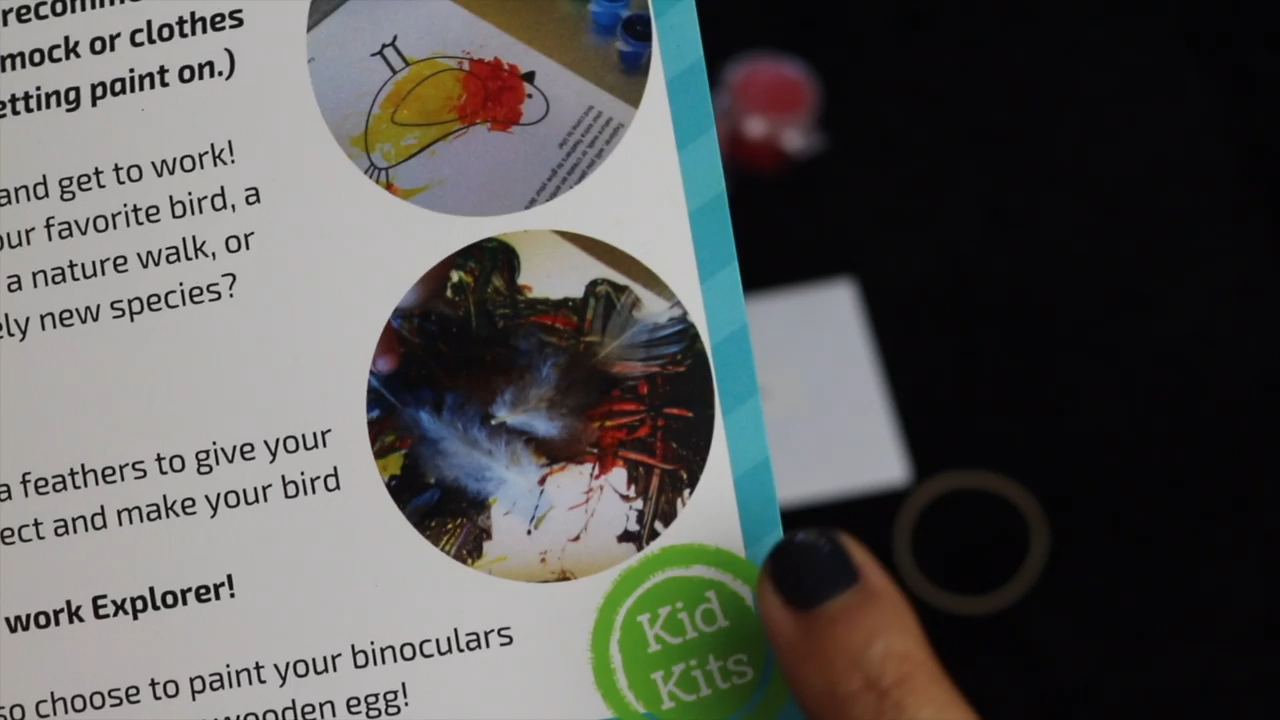 mock or clothes
etting paint on.)
and get to work!
our favorite bird, a
a nature walk, or
ely new species?
a feathers to give your
ect and make your bird
work Explorer!
so choose to paint your binoculars
wooden egg!
Kid
Kits